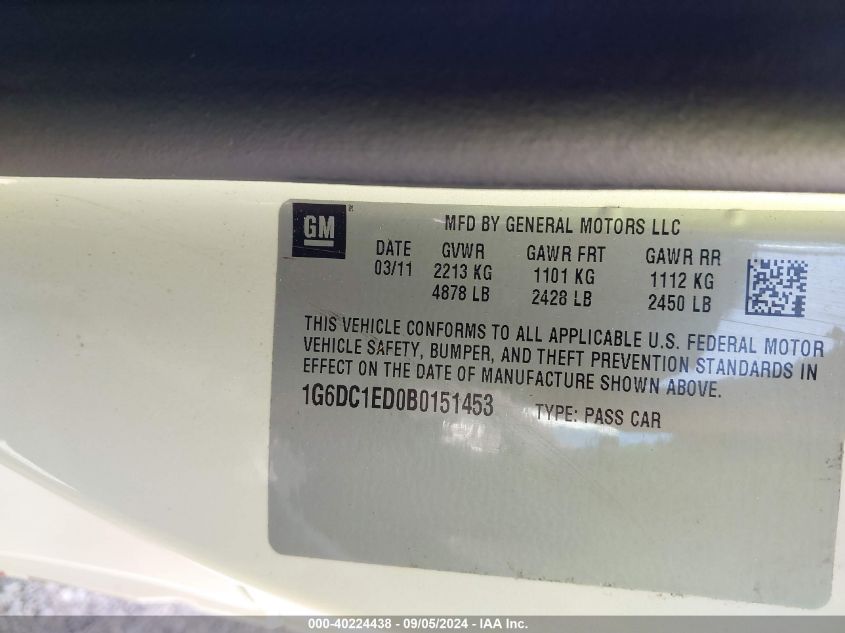 GM
MFD BY GENERAL MOTORS LLC
DATE GVWR GAWR FRT GAWR RR
03/11 2213 KG 1101 KG 1112 KG
4878 LB 2428 LB 2450 LB
THIS VEHICLE CONFORMS TO ALL APPLICABLE U.S. FEDERAL MOTOR
VEHICLE SAFETY, BUMPER, AND THEFT PREVENTION STANDARDS IN
EFFECT ON THE DATE OF MANUFACTURE SHOWN ABOVE.
1G6DC1ED0B0151453 TYPE: PASS CAR
000-40224438 - 09/05/2024 - IAA Inc.